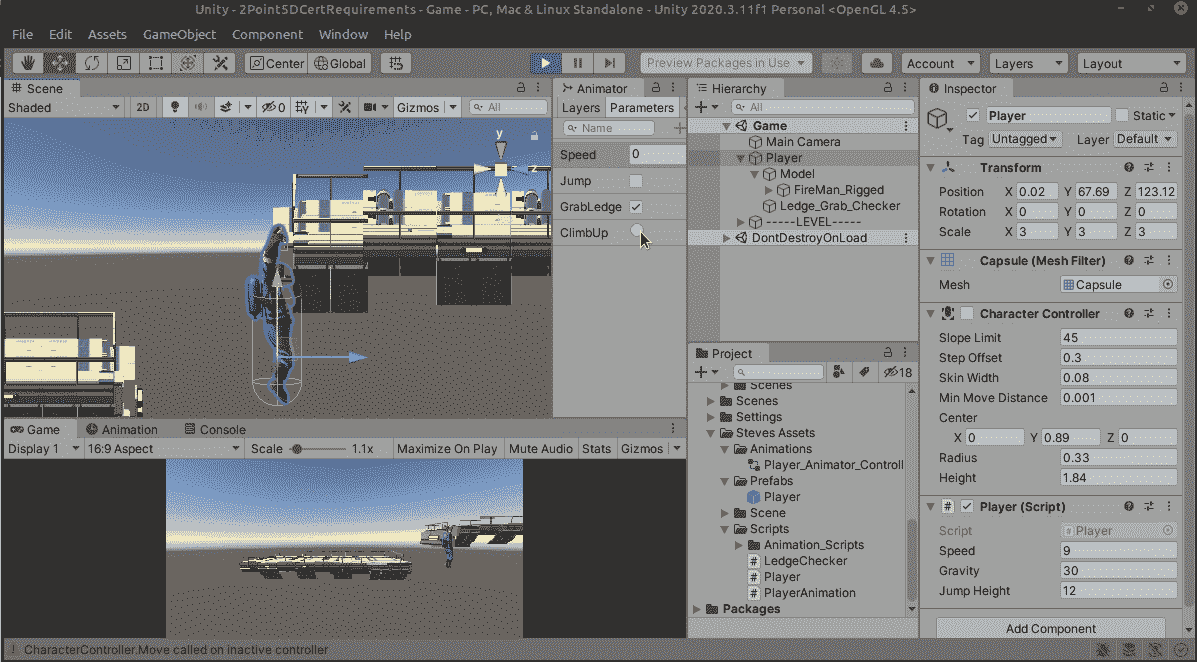 Unity - 2Point5DCertRequirements - Game - PC, Mac & Linux Standalone - Unity 2020.3.11f1 Personal <OpenGL 4.5>
File Edit Assets GameObject Component Window Help
Center Global Preview Packages in Use Account Layers Layout
Scene
Shaded 2D 0 Gizmos All
y
z
Animator
Layers Parameters
Name
Speed 0
Jump
GrabLedge
ClimbUp
Hierarchy
All
Game
Main Camera
Player
Model
FireMan_Rigged
Ledge_Grab_Checker
-----LEVEL-----
DontDestroyOnLoad
Project
18
Scenes
Scenes
Settings
Steves Assets
Animations
Player_Animator_Controll
Prefabs
Player
Scene
Scripts
Animation_Scripts
LedgeChecker
Player
PlayerAnimation
Packages
Inspector
Player Static
Tag Untagged Layer Default
Transform
Position X 0.02 Y 67.69 Z 123.12
Rotation X 0 Y 0 Z 0
Scale X 3 Y 3 Z 3
Capsule (Mesh Filter)
Mesh Capsule
Character Controller
Slope Limit 45
Step Offset 0.3
Skin Width 0.08
Min Move Distance 0.001
Center
X 0 Y 0.89 Z 0
Radius 0.33
Height 1.84
Player (Script)
Script Player
Speed 9
Gravity 30
Jump Height 12
Add Component
Game Animation Console
Display 1 16:9 Aspect Scale 1.1x Maximize On Play Mute Audio Stats Gizmos
CharacterController.Move called on inactive controller